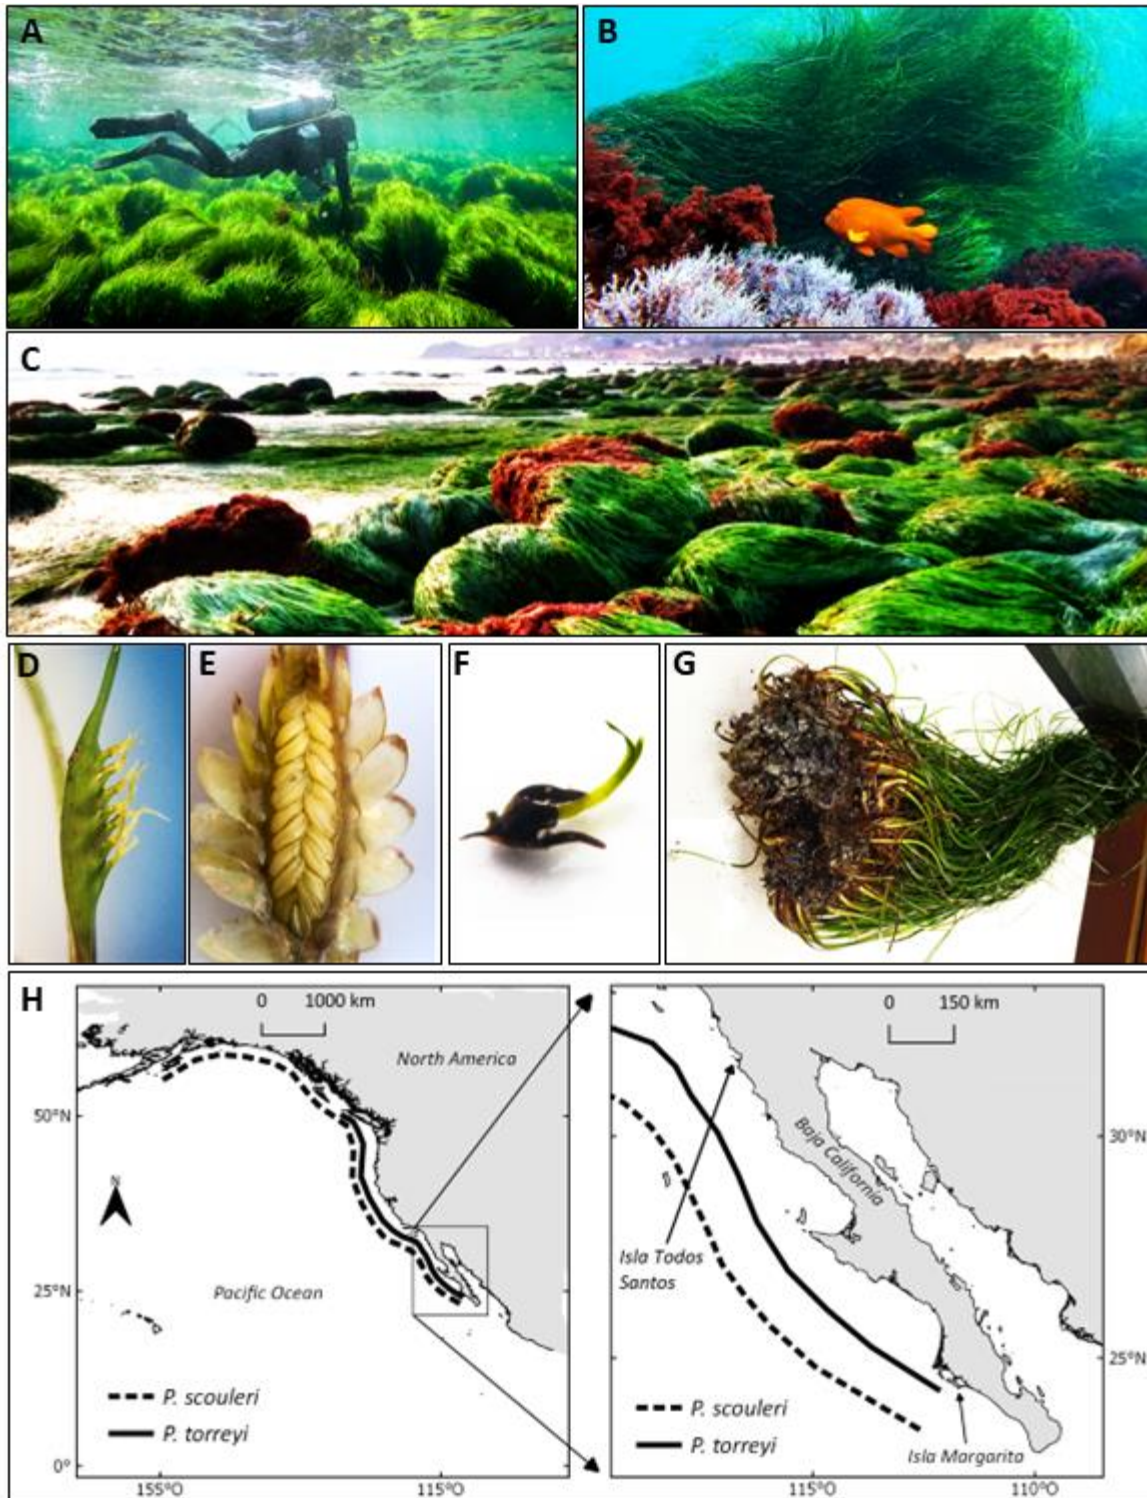 A
B
C
D
E
F
G
H
0 1000 km
North America
50°N
N
Pacific Ocean
25°N
P. scouleri
P. torreyi
0°
155°O
115°O
0 150 km
30°N
Baja California
Isla Todos
Santos
25°N
P. scouleri
P. torreyi
Isla Margarita
115°O
110°O